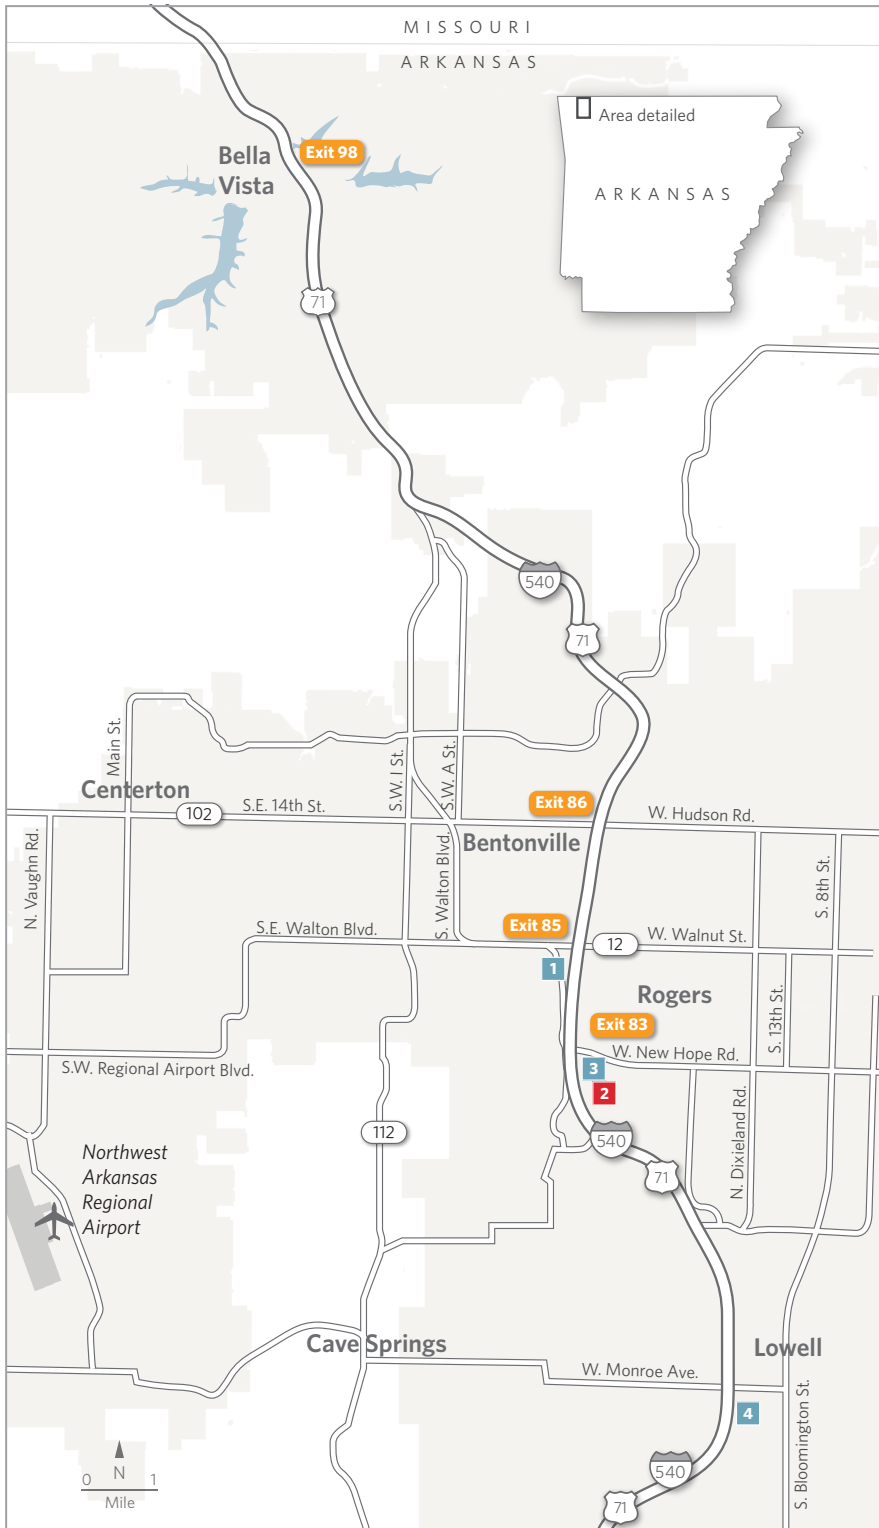 MISSOURI
ARKANSAS
Area detailed
ARKANSAS
Bella
Vista
Exit 98
71
540
71
Main St.
Centerton
102
S.E. 14th St.
S.W. I St.
S.W. A St.
Exit 86
W. Hudson Rd.
Bentonville
N. Vaughn Rd.
S. Walton Blvd.
S. 8th St.
S.E. Walton Blvd.
Exit 85
12
W. Walnut St.
1
Rogers
S. 13th St.
Exit 83
W. New Hope Rd.
S.W. Regional Airport Blvd.
3
2
N. Dixieland Rd.
112
540
71
Northwest
Arkansas
Regional
Airport
Cave Springs
Lowell
W. Monroe Ave.
4
S. Bloomington St.
540
71
N
0 1
Mile